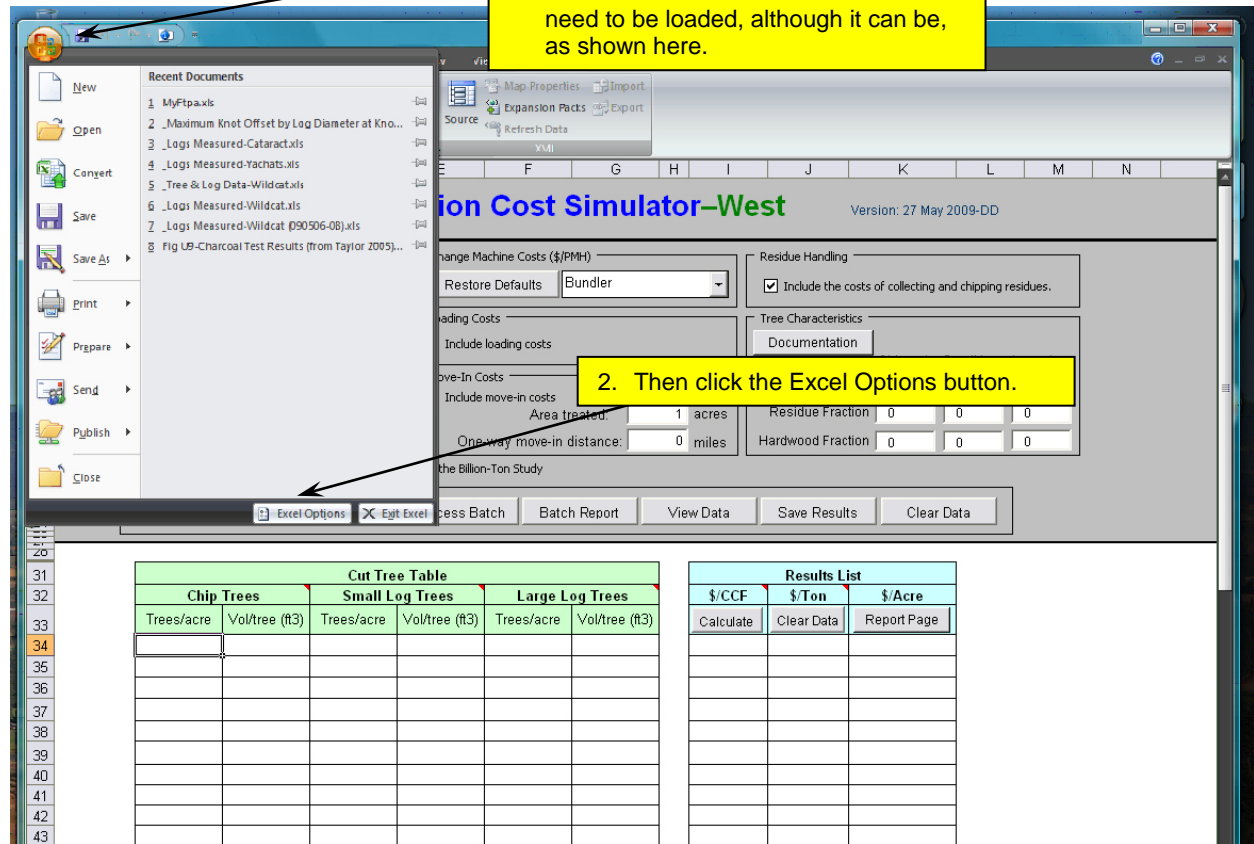 need to be loaded, although it can be,
as shown here.
New
Open
Convert
Save
Save As
Print
Prepare
Send
Publish
Close
Recent Documents
1 MyFtpa.xls
2 _Maximum Knot Offset by Log Diameter at Kno...
3 _Logs Measured-Cataract.xls
4 _Logs Measured-Yachats.xls
5 _Tree & Log Data-Wildcat.xls
6 _Logs Measured-Wildcat.xls
7 _Logs Measured-Wildcat (090506-08).xls
8 Fig U9-Charcoal Test Results (from Taylor 2005)...
Excel Options
Exit Excel
Source
Map Properties
Import
Expansion Packs
Export
Refresh Data
XML
E F G H I J K L M N
ion Cost Simulator–West
Version: 27 May 2009-DD
hange Machine Costs ($/PMH)
Restore Defaults
Bundler
Residue Handling
Include the costs of collecting and chipping residues.
ading Costs
Include loading costs
Tree Characteristics
Documentation
2. Then click the Excel Options button.
ove-In Costs
Include move-in costs
Area treated: 1 acres
One-way move-in distance: 0 miles
Residue Fraction 0 0 0
Hardwood Fraction 0 0 0
the Billion-Ton Study
cess Batch
Batch Report
View Data
Save Results
Clear Data
28
31 Cut Tree Table Results List
32 Chip Trees Small Log Trees Large Log Trees $/CCF $/Ton $/Acre
33 Trees/acre Vol/tree (ft3) Trees/acre Vol/tree (ft3) Trees/acre Vol/tree (ft3) Calculate Clear Data Report Page
34
35
36
37
38
39
40
41
42
43